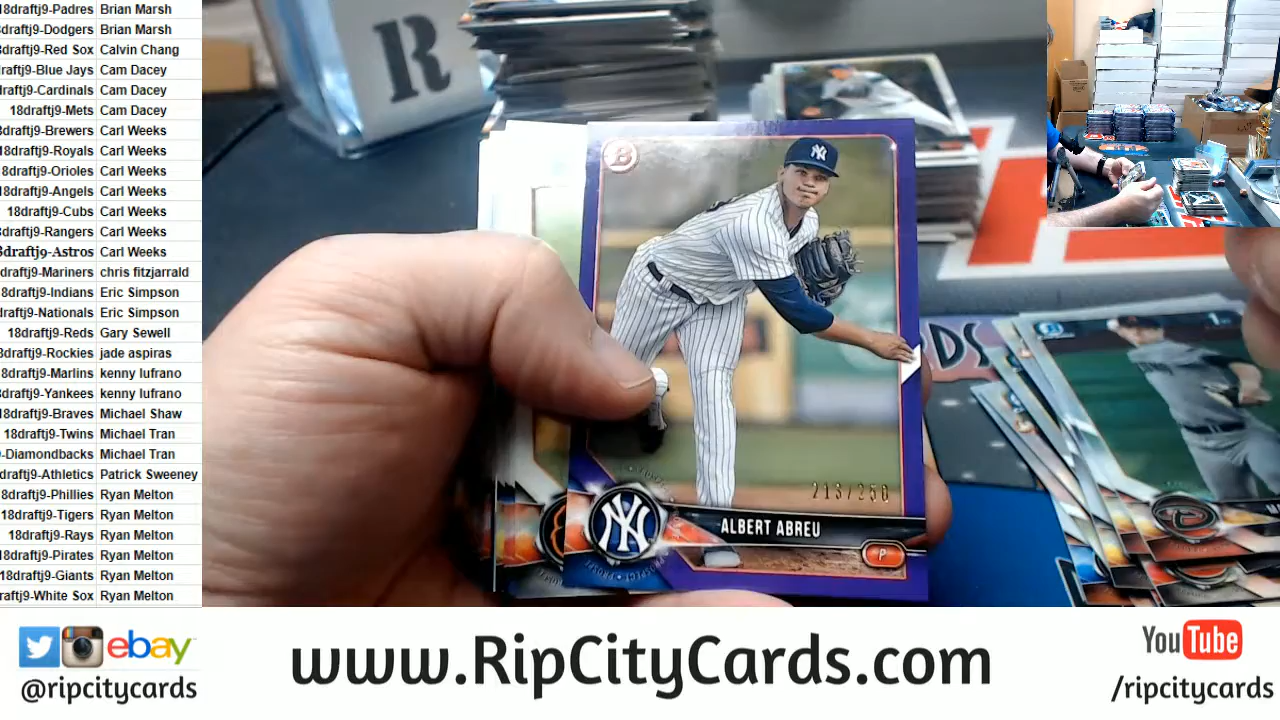 18draftj9-Padres Brian Marsh
draftj9-Dodgers Brian Marsh
draftj9-Red Sox Calvin Chang
raftj9-Blue Jays Cam Dacey
raftj9-Cardinals Cam Dacey
18draftj9-Mets Cam Dacey
draftj9-Brewers Carl Weeks
18draftj9-Royals Carl Weeks
8draftj9-Orioles Carl Weeks
18draftj9-Angels Carl Weeks
18draftj9-Cubs Carl Weeks
draftj9-Rangers Carl Weeks
8draftj9-Astros Carl Weeks
draftj9-Mariners chris fitzjarrald
8draftj9-Indians Eric Simpson
draftj9-Nationals Eric Simpson
18draftj9-Reds Gary Sewell
draftj9-Rockies jade aspiras
8draftj9-Marlins kenny lufrano
draftj9-Yankees kenny lufrano
8draftj9-Braves Michael Shaw
18draftj9-Twins Michael Tran
-Diamondbacks Michael Tran
draftj9-Athletics Patrick Sweeney
8draftj9-Phillies Ryan Melton
18draftj9-Tigers Ryan Melton
18draftj9-Rays Ryan Melton
8draftj9-Pirates Ryan Melton
18draftj9-Giants Ryan Melton
raftj9-White Sox Ryan Melton
R
B
NY
DS
213/250
NY
ALBERT ABREU
P
ebay
@ripcitycards
www.RipCityCards.com
YouTube
/ripcitycards